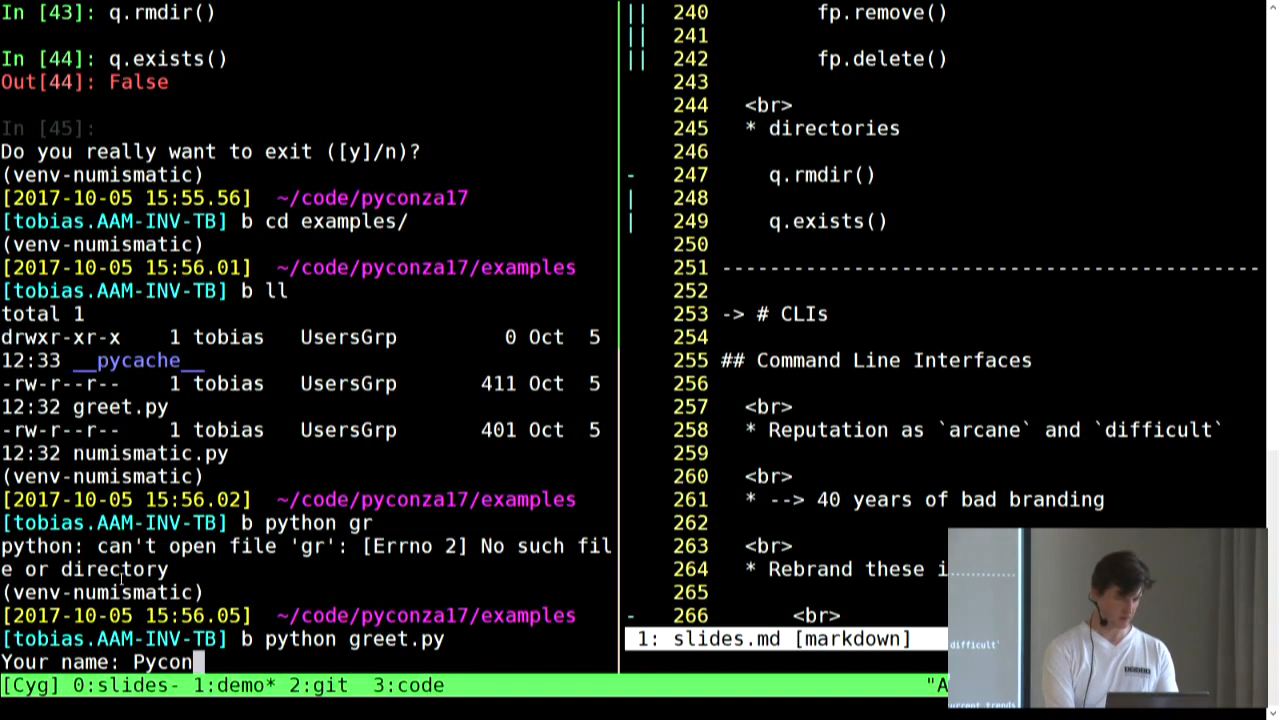 In [43]: q.rmdir()
In [44]: q.exists()
Out[44]: False
In [45]:
Do you really want to exit ([y]/n)?
(venv-numismatic)
[2017-10-05 15:55.56]  ~/code/pyconza17
[tobias.AAM-INV-TB] b cd examples/
(venv-numismatic)
[2017-10-05 15:56.01]  ~/code/pyconza17/examples
[tobias.AAM-INV-TB] b ll
total 1
drwxr-xr-x    1 tobias   UsersGrp         0 Oct  5
12:33 __pycache__
-rw-r--r--    1 tobias   UsersGrp       411 Oct  5
12:32 greet.py
-rw-r--r--    1 tobias   UsersGrp       401 Oct  5
12:32 numismatic.py
(venv-numismatic)
[2017-10-05 15:56.02]  ~/code/pyconza17/examples
[tobias.AAM-INV-TB] b python gr
python: can't open file 'gr': [Errno 2] No such fil
e or directory
(venv-numismatic)
[2017-10-05 15:56.05]  ~/code/pyconza17/examples
[tobias.AAM-INV-TB] b python greet.py
Your name: Pycon
|| 240 fp.remove()
|| 241
|| 242 fp.delete()
243
244 <br>
245 * directories
246
- 247 q.rmdir()
| 248
| 249 q.exists()
250
251 ---------------------------------------------
252
253 -> # CLIs
254
255 ## Command Line Interfaces
256
257 <br>
258 * Reputation as `arcane` and `difficult`
259
260 <br>
261 * --> 40 years of bad branding
262
263 <br>
264 * Rebrand these i
265
- 266 <br>
1: slides.md [markdown]
[Cyg] 0:slides- 1:demo* 2:git  3:code "A
difficult`
urrent trends